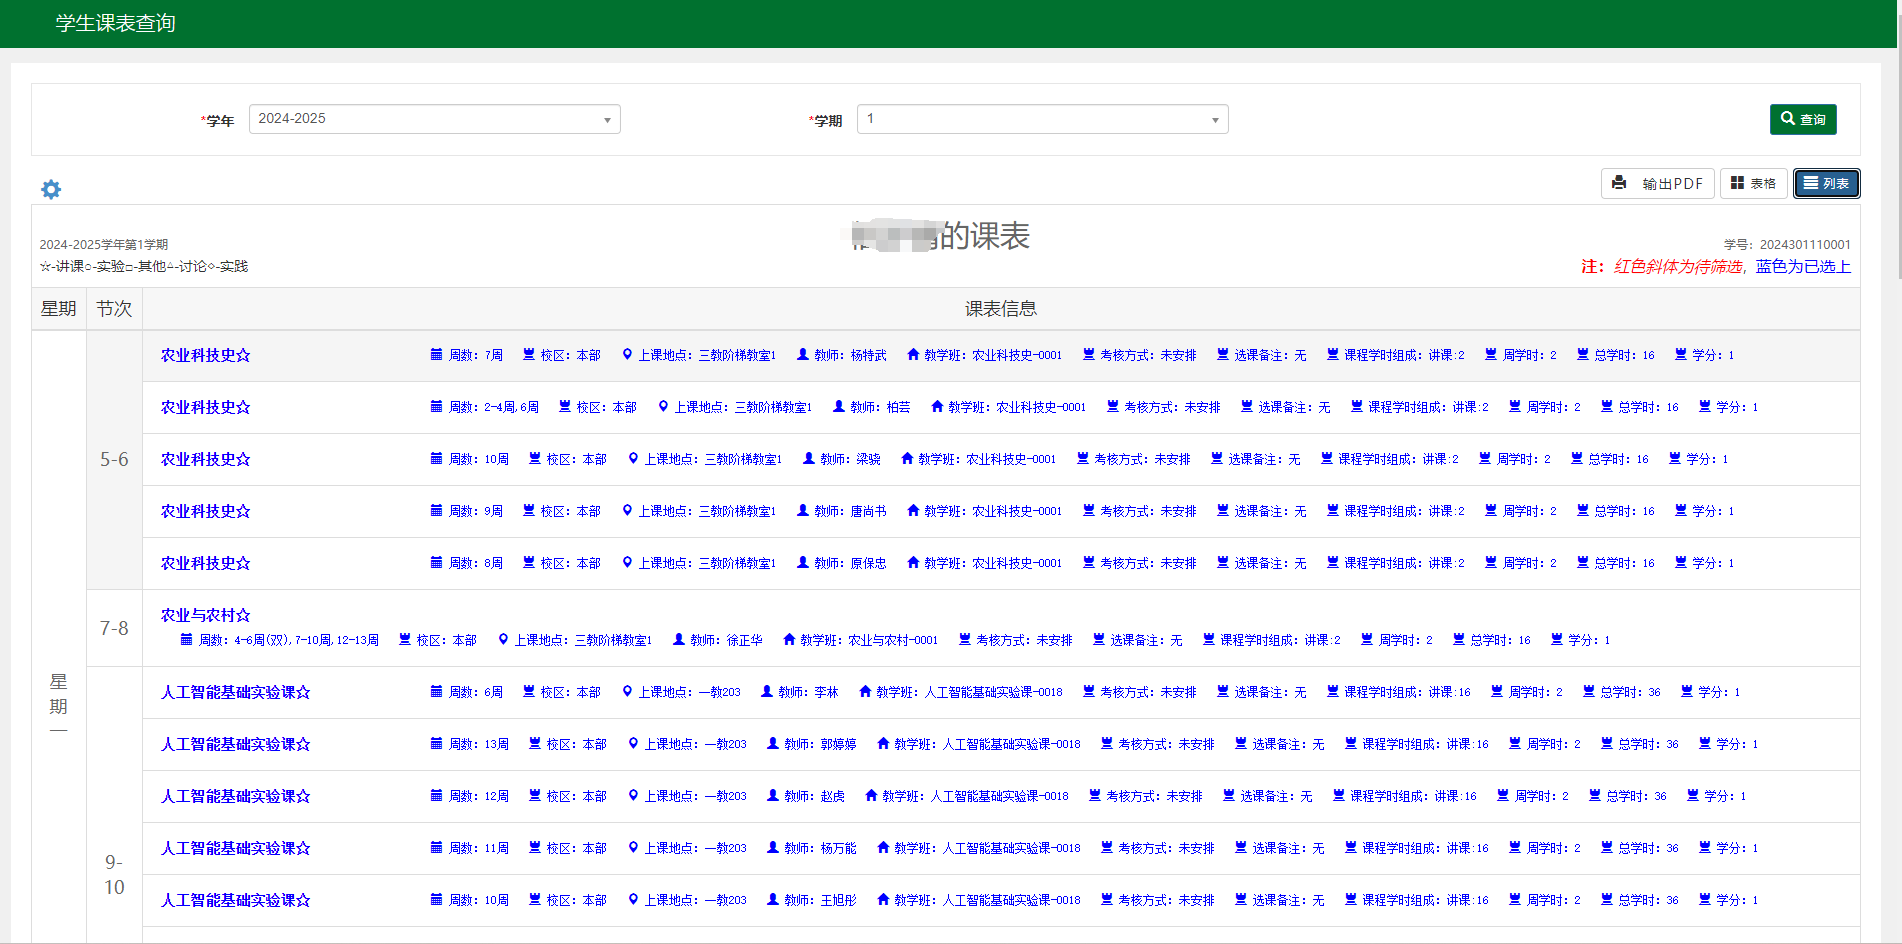 学生课表查询
*学年 2024-2025 *学期 1 查询
输出PDF 表格 列表
的课表
2024-2025学年第1学期 学号：2024301110001
☆-讲课○-实验□-其他△-讨论◇-实践 注：红色斜体为待筛选，蓝色为已选上
星期 节次 课表信息
星期一
5-6
农业科技史☆ 周数：7周 校区：本部 上课地点：三教阶梯教室1 教师：杨特武 教学班：农业科技史-0001 考核方式：未安排 选课备注：无 课程学时组成：讲课:2 周学时：2 总学时：16 学分：1
农业科技史☆ 周数：2-4周,6周 校区：本部 上课地点：三教阶梯教室1 教师：柏芸 教学班：农业科技史-0001 考核方式：未安排 选课备注：无 课程学时组成：讲课:2 周学时：2 总学时：16 学分：1
农业科技史☆ 周数：10周 校区：本部 上课地点：三教阶梯教室1 教师：梁骁 教学班：农业科技史-0001 考核方式：未安排 选课备注：无 课程学时组成：讲课:2 周学时：2 总学时：16 学分：1
农业科技史☆ 周数：9周 校区：本部 上课地点：三教阶梯教室1 教师：唐尚书 教学班：农业科技史-0001 考核方式：未安排 选课备注：无 课程学时组成：讲课:2 周学时：2 总学时：16 学分：1
农业科技史☆ 周数：8周 校区：本部 上课地点：三教阶梯教室1 教师：原保忠 教学班：农业科技史-0001 考核方式：未安排 选课备注：无 课程学时组成：讲课:2 周学时：2 总学时：16 学分：1
7-8
农业与农村☆
周数：4-6周(双),7-10周,12-13周 校区：本部 上课地点：三教阶梯教室1 教师：徐正华 教学班：农业与农村-0001 考核方式：未安排 选课备注：无 课程学时组成：讲课:2 周学时：2 总学时：16 学分：1
9-
10
人工智能基础实验课☆ 周数：6周 校区：本部 上课地点：一教203 教师：李林 教学班：人工智能基础实验课-0018 考核方式：未安排 选课备注：无 课程学时组成：讲课:16 周学时：2 总学时：36 学分：1
人工智能基础实验课☆ 周数：13周 校区：本部 上课地点：一教203 教师：郭婷婷 教学班：人工智能基础实验课-0018 考核方式：未安排 选课备注：无 课程学时组成：讲课:16 周学时：2 总学时：36 学分：1
人工智能基础实验课☆ 周数：12周 校区：本部 上课地点：一教203 教师：赵虎 教学班：人工智能基础实验课-0018 考核方式：未安排 选课备注：无 课程学时组成：讲课:16 周学时：2 总学时：36 学分：1
人工智能基础实验课☆ 周数：11周 校区：本部 上课地点：一教203 教师：杨万能 教学班：人工智能基础实验课-0018 考核方式：未安排 选课备注：无 课程学时组成：讲课:16 周学时：2 总学时：36 学分：1
人工智能基础实验课☆ 周数：10周 校区：本部 上课地点：一教203 教师：王旭彤 教学班：人工智能基础实验课-0018 考核方式：未安排 选课备注：无 课程学时组成：讲课:16 周学时：2 总学时：36 学分：1